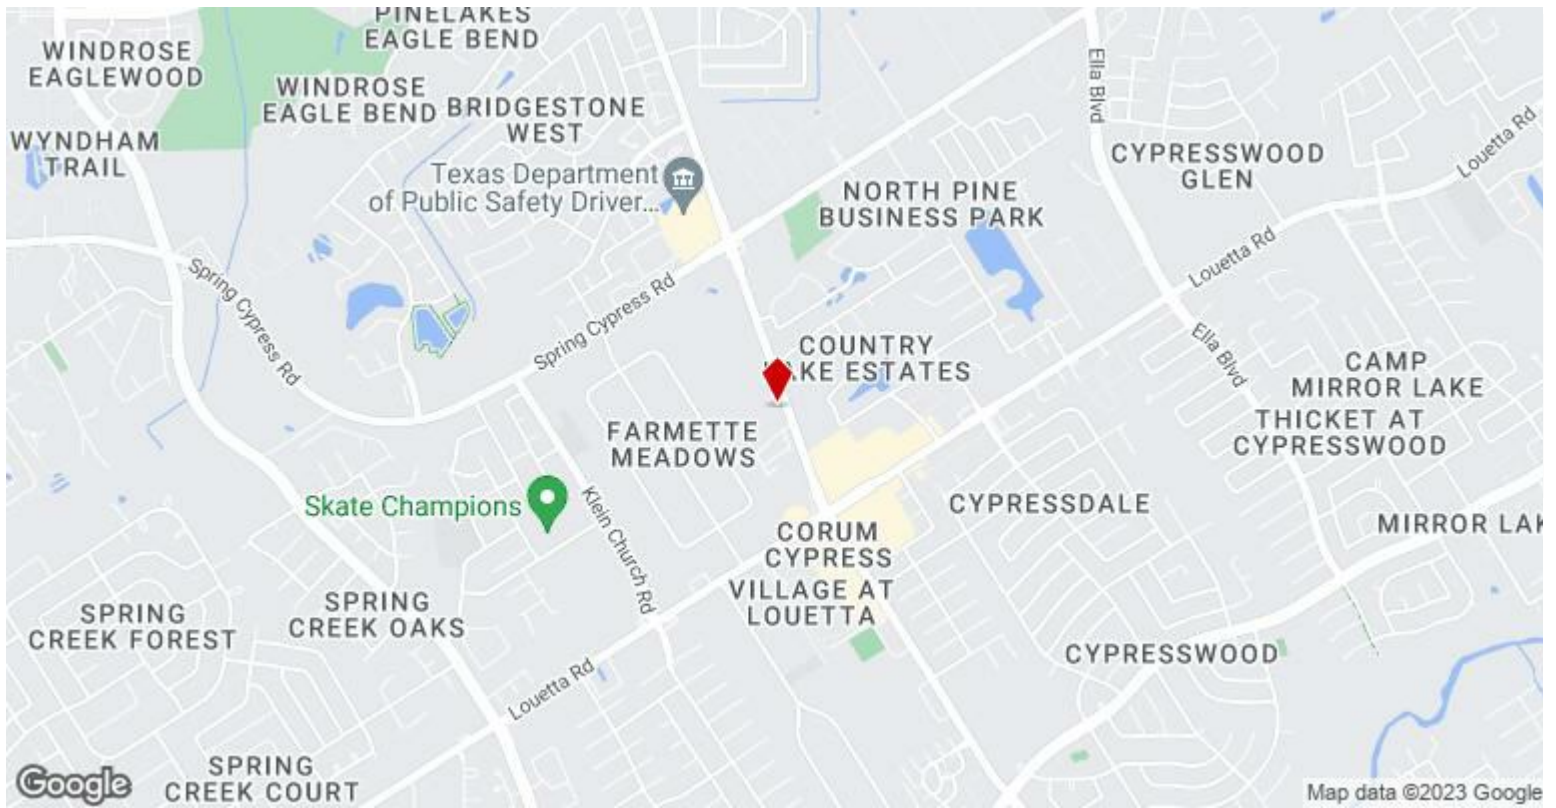 PINELAKES
EAGLE BEND
WINDROSE
EAGLEWOOD
WINDROSE
EAGLE BEND
BRIDGESTONE
WEST
WYNDHAM
TRAIL
Texas Department
of Public Safety Driver...
Ella Blvd
Louetta Rd
CYPRESSWOOD
GLEN
NORTH PINE
BUSINESS PARK
Louetta Rd
Spring Cypress Rd
Spring Cypress Rd
Ella Blvd
COUNTRY
LAKE ESTATES
CAMP
MIRROR LAKE
THICKET AT
CYPRESSWOOD
FARMETTE
MEADOWS
Skate Champions
Klein Church Rd
CYPRESSDALE
MIRROR LAK
CORUM
CYPRESS
VILLAGE AT
LOUETTA
SPRING
CREEK FOREST
SPRING
CREEK OAKS
CYPRESSWOOD
Louetta Rd
SPRING
CREEK COURT
Google
Map data ©2023 Google